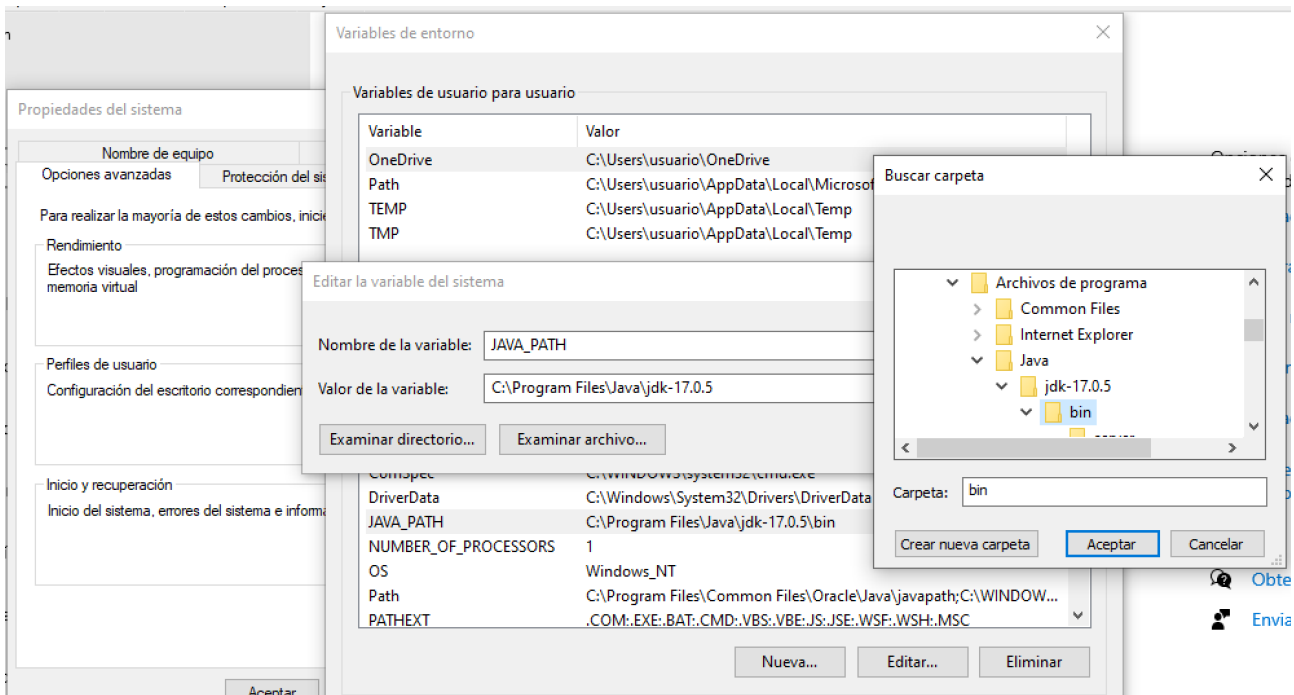 Variables de entorno
Variables de usuario para usuario
Variable Valor
OneDrive C:\Users\usuario\OneDrive
Path C:\Users\usuario\AppData\Local\Microsof
TEMP C:\Users\usuario\AppData\Local\Temp
TMP C:\Users\usuario\AppData\Local\Temp
Propiedades del sistema
Nombre de equipo
Opciones avanzadas Protección del sis
Para realizar la mayoría de estos cambios, inicie
Rendimiento
Efectos visuales, programación del proces
memoria virtual
Perfiles de usuario
Configuración del escritorio correspondien
Inicio y recuperación
Inicio del sistema, errores del sistema e informa
Aceptar
Editar la variable del sistema
Nombre de la variable: JAVA_PATH
Valor de la variable: C:\Program Files\Java\jdk-17.0.5
Examinar directorio... Examinar archivo...
ComSpec C:\WINDOWS\system32\cmd.exe
DriverData C:\Windows\System32\Drivers\DriverData
JAVA_PATH C:\Program Files\Java\jdk-17.0.5\bin
NUMBER_OF_PROCESSORS 1
OS Windows_NT
Path C:\Program Files\Common Files\Oracle\Java\javapath;C:\WINDOW...
PATHEXT .COM;.EXE;.BAT;.CMD;.VBS;.VBE;.JS;.JSE;.WSF;.WSH;.MSC
Nueva... Editar... Eliminar
Buscar carpeta
Archivos de programa
Common Files
Internet Explorer
Java
jdk-17.0.5
bin
server
Carpeta: bin
Crear nueva carpeta Aceptar Cancelar
Obte
Envia